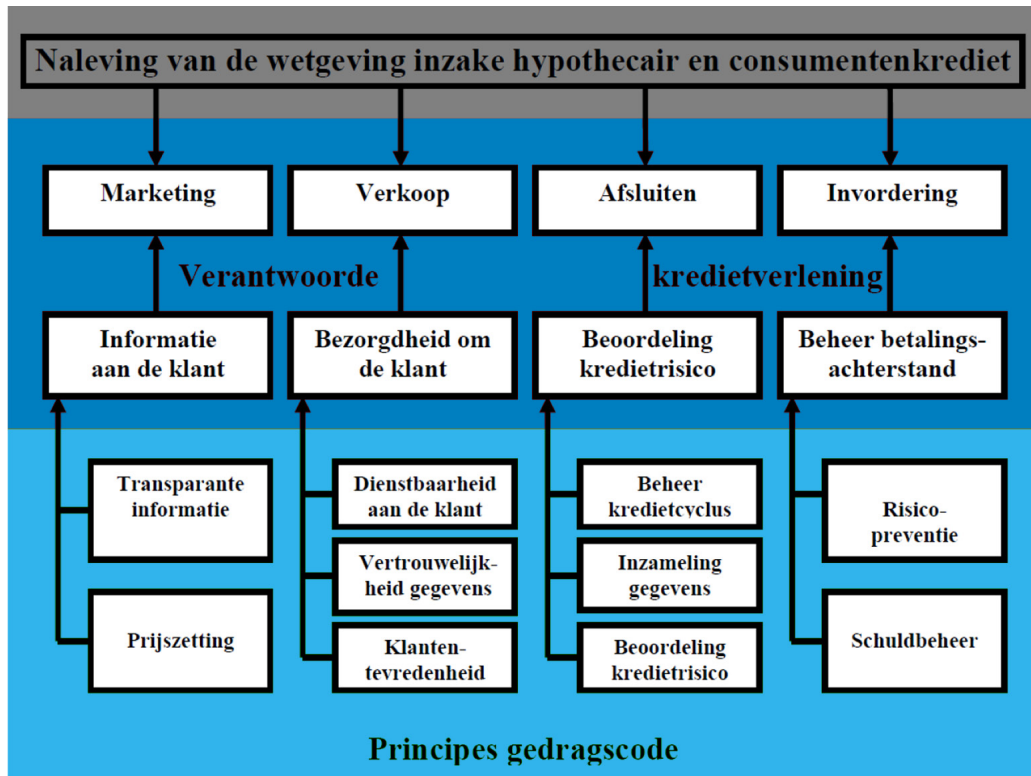 Naleving van de wetgeving inzake hypothecair en consumentenkrediet
Marketing
Verkoop
Afsluiten
Invordering
Verantwoorde
kredietverlening
Informatie
aan de klant
Bezorgdheid om
de klant
Beoordeling
kredietrisico
Beheer betalings-
achterstand
Transparante
informatie
Prijszetting
Dienstbaarheid
aan de klant
Vertrouwelijk-
heid gegevens
Klanten-
tevredenheid
Beheer
kredietcyclus
Inzameling
gegevens
Beoordeling
kredietrisico
Risico-
preventie
Schuldbeheer
Principes gedragscode